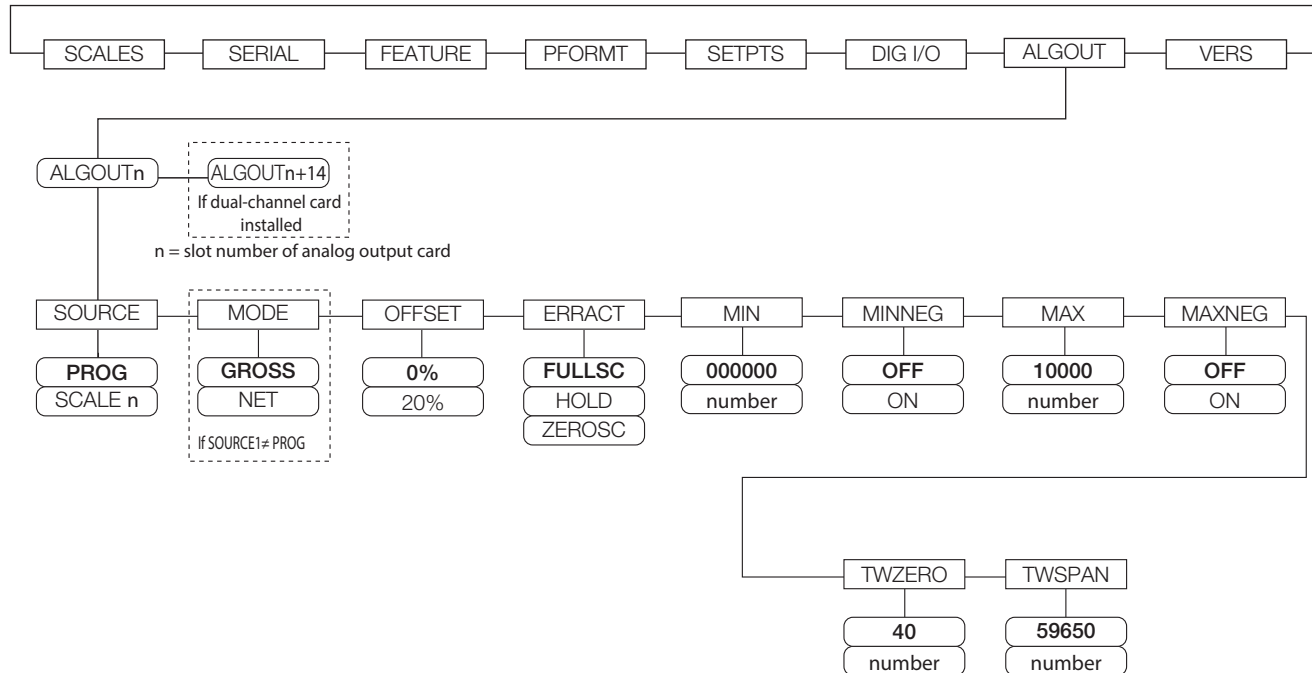 SCALES SERIAL FEATURE PFORMT SETPTS DIG I/O ALGOUT VERS
ALGOUTn ALGOUTn+14
If dual-channel card
installed
n = slot number of analog output card
SOURCE MODE OFFSET ERRACT MIN MINNEG MAX MAXNEG
PROG GROSS 0% FULLSC 000000 OFF 10000 OFF
SCALE n NET 20% HOLD number ON number ON
If SOURCE1≠ PROG ZEROSC
TWZERO TWSPAN
40 59650
number number